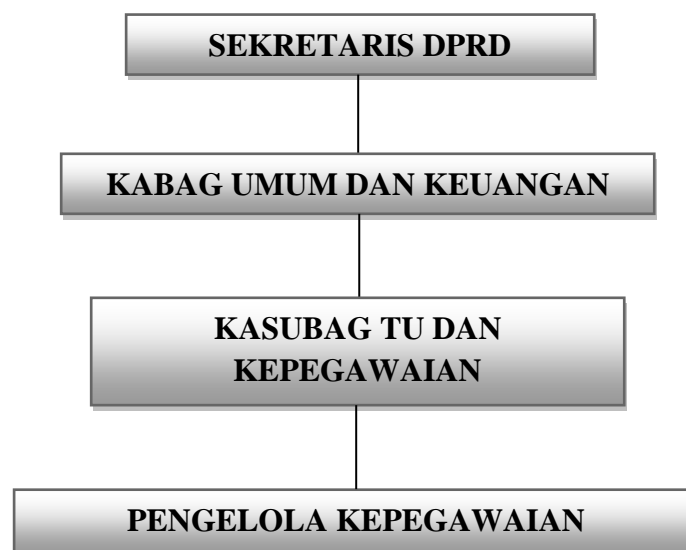 SEKRETARIS DPRD
KABAG UMUM DAN KEUANGAN
KASUBAG TU DAN
KEPEGAWAIAN
PENGELOLA KEPEGAWAIAN